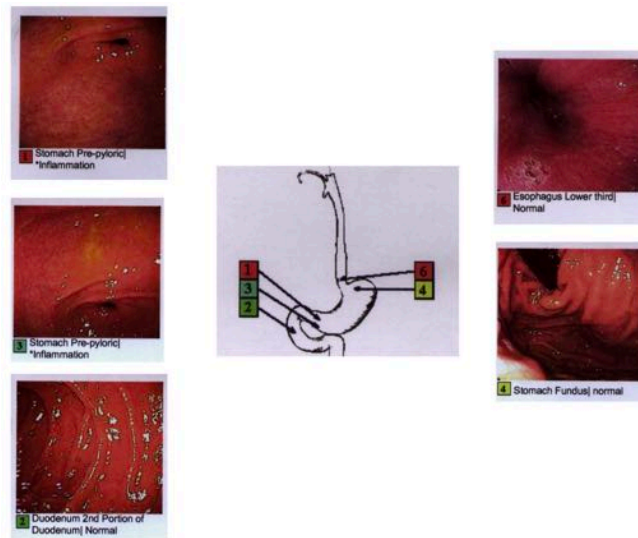 1 Stomach Pre-pyloric|
*Inflammation
3 Stomach Pre-pyloric|
*Inflammation
2 Duodenum 2nd Portion of
Duodenum| Normal
1
3
2
6
4
6 Esophagus Lower third|
Normal
4 Stomach Fundus| normal